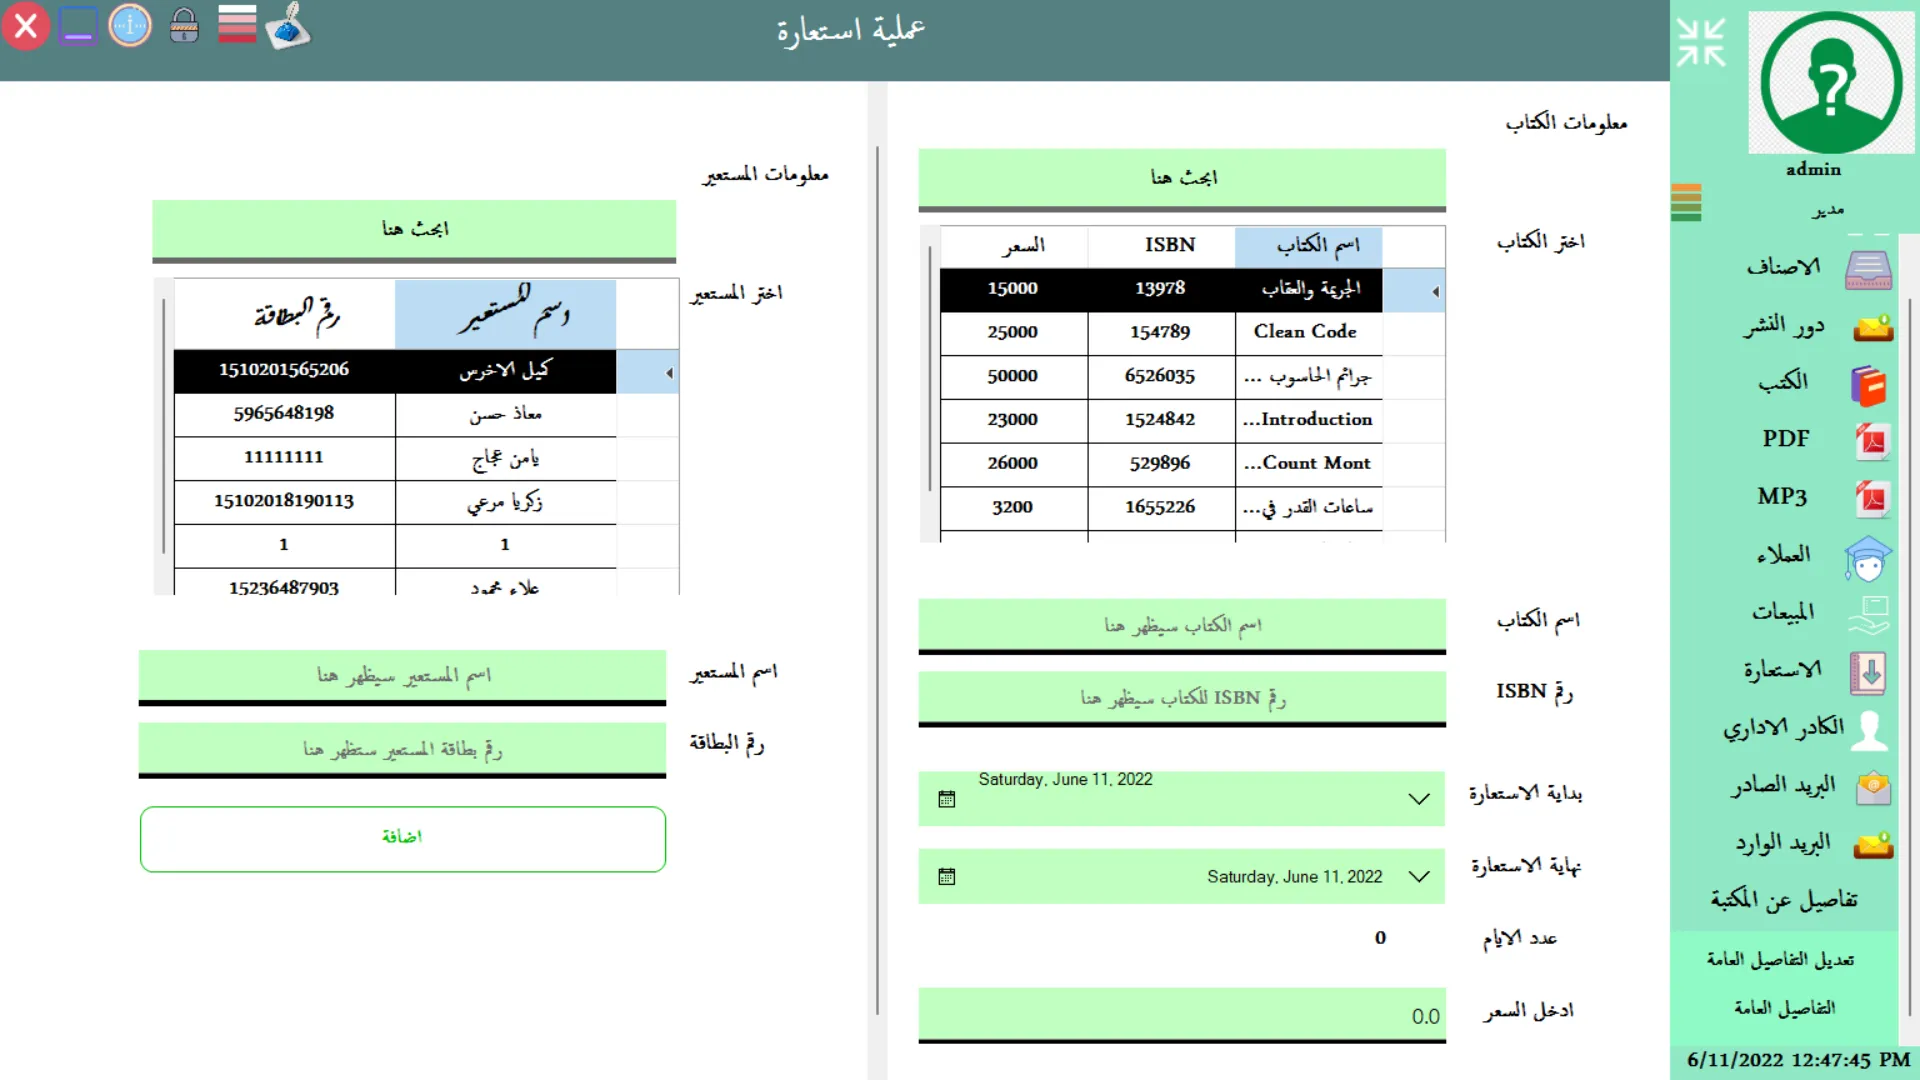 عملية استعارة
admin
مدير
الاصناف
دور النشر
الكتب
PDF
MP3
العملاء
المبيعات
الاستعارة
الكادر الاداري
البريد الصادر
البريد الوارد
تفاصيل عن المكتبة
تعديل التفاصيل العامة
التفاصيل العامة
6/11/2022 12:47:45 PM
معلومات الكتاب
ابحث هنا
اختر الكتاب
اسم الكتاب ISBN السعر
الجريمة والعقاب 13978 15000
Clean Code 154789 25000
جرائم الحاسوب ... 6526035 50000
Introduction... 1524842 23000
Count Mont... 529896 26000
ساعات القدر في... 1655226 3200
اسم الكتاب
اسم الكتاب سيظهر هنا
رقم ISBN
رقم ISBN للكتاب سيظهر هنا
بداية الاستعارة
Saturday, June 11, 2022
نهاية الاستعارة
Saturday, June 11, 2022
عدد الايام 0
ادخل السعر
0.0
معلومات المستعير
ابحث هنا
اختر المستعير
اسم المستعير رقم البطاقة
كميل الاخرس 1510201565206
معاذ حسن 5965648198
يامن عجاج 11111111
زكريا مرعي 15102018190113
1 1
علاء محمود 15236487903
اسم المستعير
اسم المستعير سيظهر هنا
رقم البطاقة
رقم بطاقة المستعير ستظهر هنا
اضافة